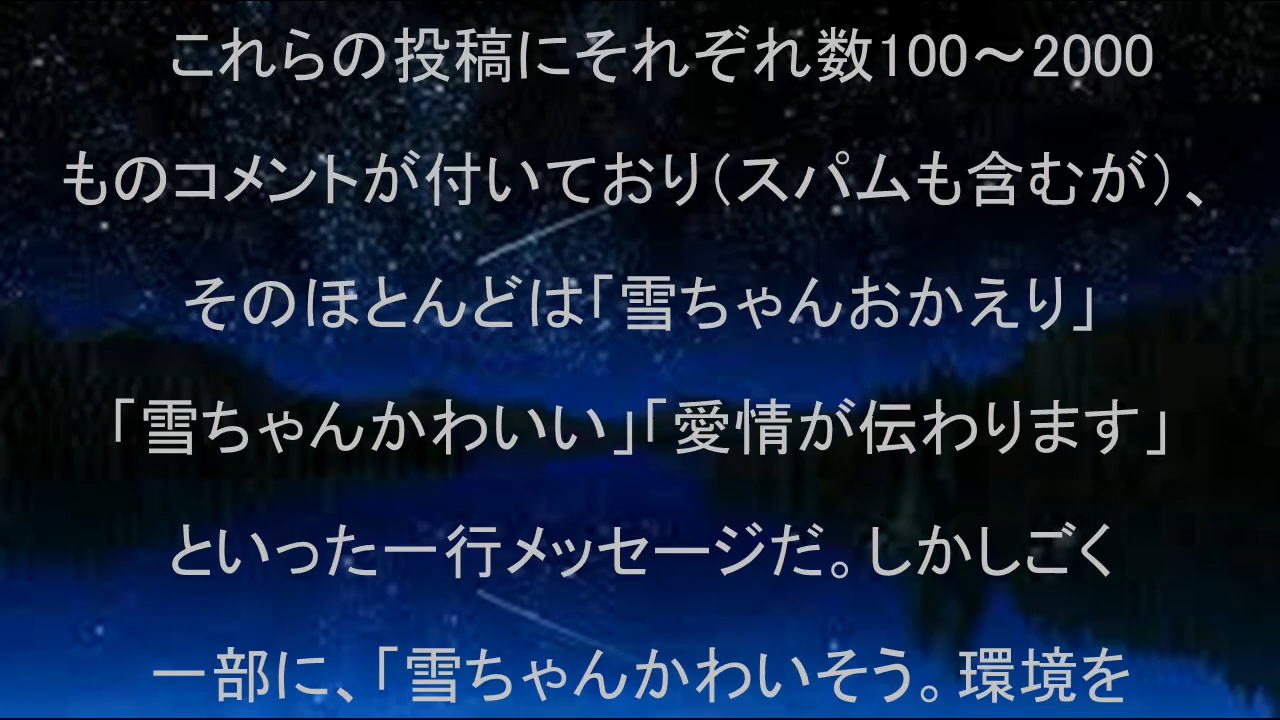 これらの投稿にそれぞれ数100～2000
ものコメントが付いており（スパムも含むが）、
そのほとんどは「雪ちゃんおかえり」
「雪ちゃんかわいい」「愛情が伝わります」
といった一行メッセージだ。しかしごく
一部に、「雪ちゃんかわいそう。環境を